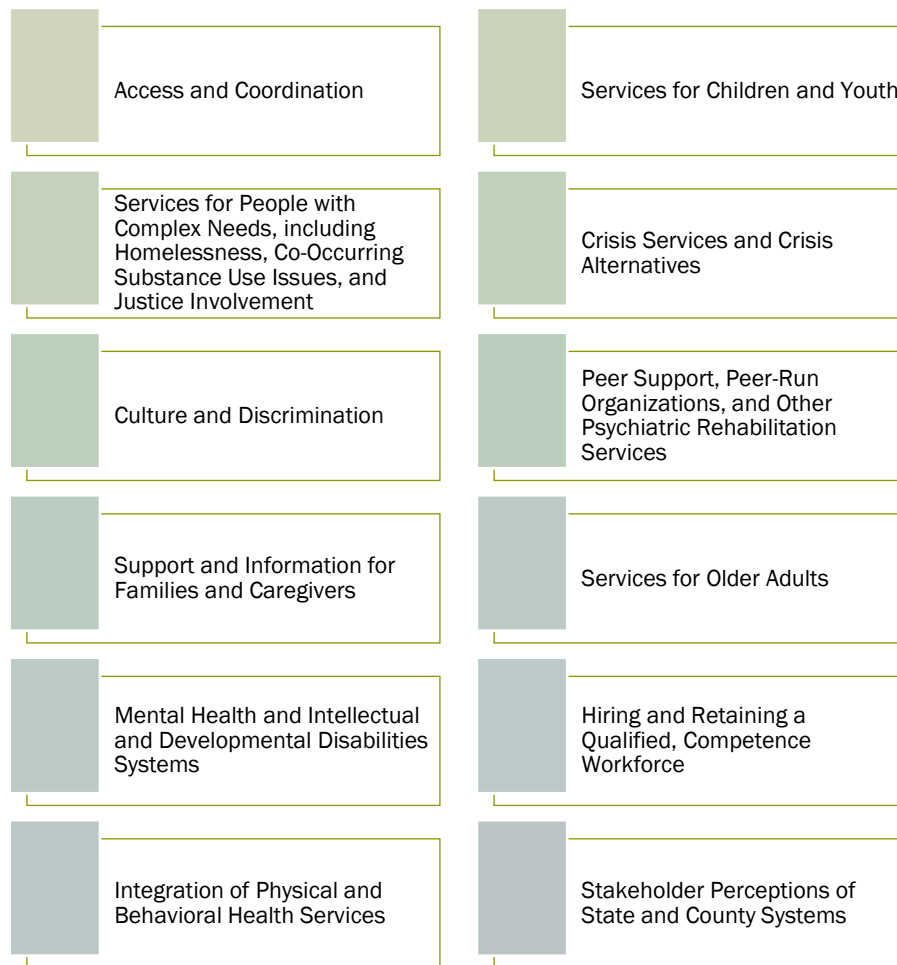 Access and Coordination
Services for Children and Youth
Services for People with
Complex Needs, including
Homelessness, Co-Occurring
Substance Use Issues, and
Justice Involvement
Crisis Services and Crisis
Alternatives
Culture and Discrimination
Peer Support, Peer-Run
Organizations, and Other
Psychiatric Rehabilitation
Services
Support and Information for
Families and Caregivers
Services for Older Adults
Mental Health and Intellectual
and Developmental Disabilities
Systems
Hiring and Retaining a
Qualified, Competence
Workforce
Integration of Physical and
Behavioral Health Services
Stakeholder Perceptions of
State and County Systems